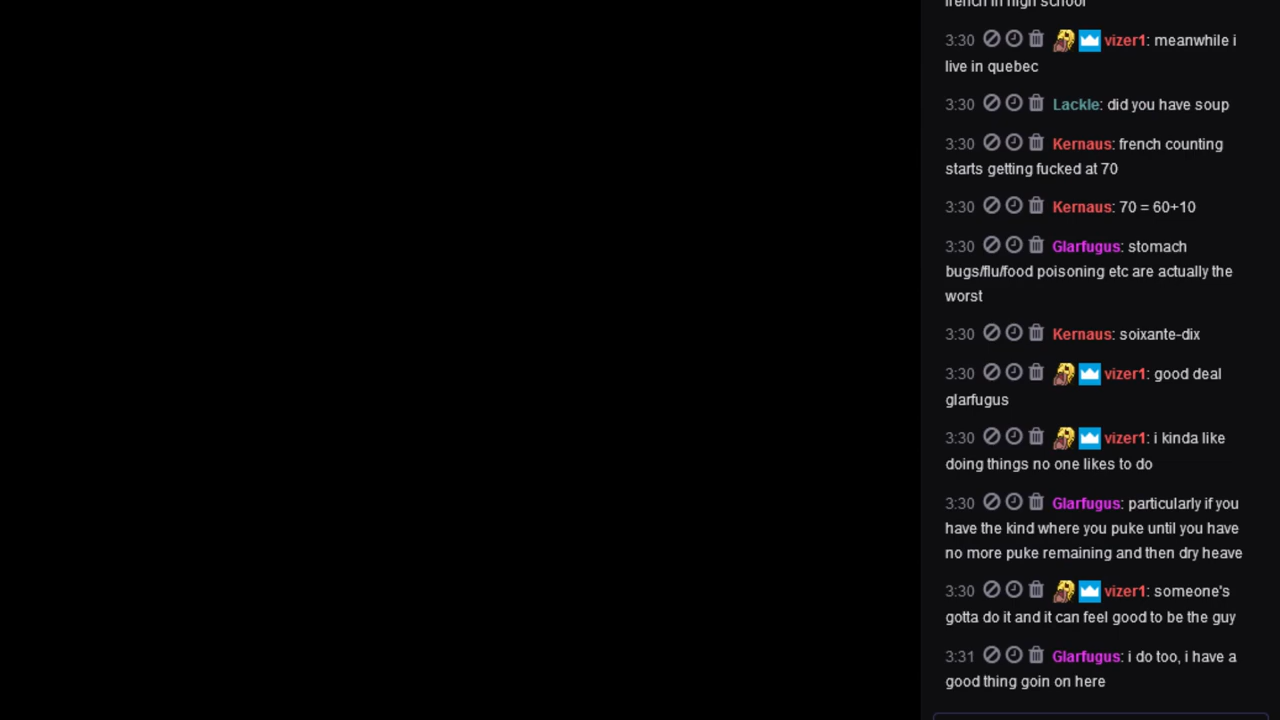 french in high school
3:30 vizer1: meanwhile i
live in quebec
3:30 Lackle: did you have soup
3:30 Kernaus: french counting
starts getting fucked at 70
3:30 Kernaus: 70 = 60+10
3:30 Glarfugus: stomach
bugs/flu/food poisoning etc are actually the
worst
3:30 Kernaus: soixante-dix
3:30 vizer1: good deal
glarfugus
3:30 vizer1: i kinda like
doing things no one likes to do
3:30 Glarfugus: particularly if you
have the kind where you puke until you have
no more puke remaining and then dry heave
3:30 vizer1: someone's
gotta do it and it can feel good to be the guy
3:31 Glarfugus: i do too, i have a
good thing goin on here